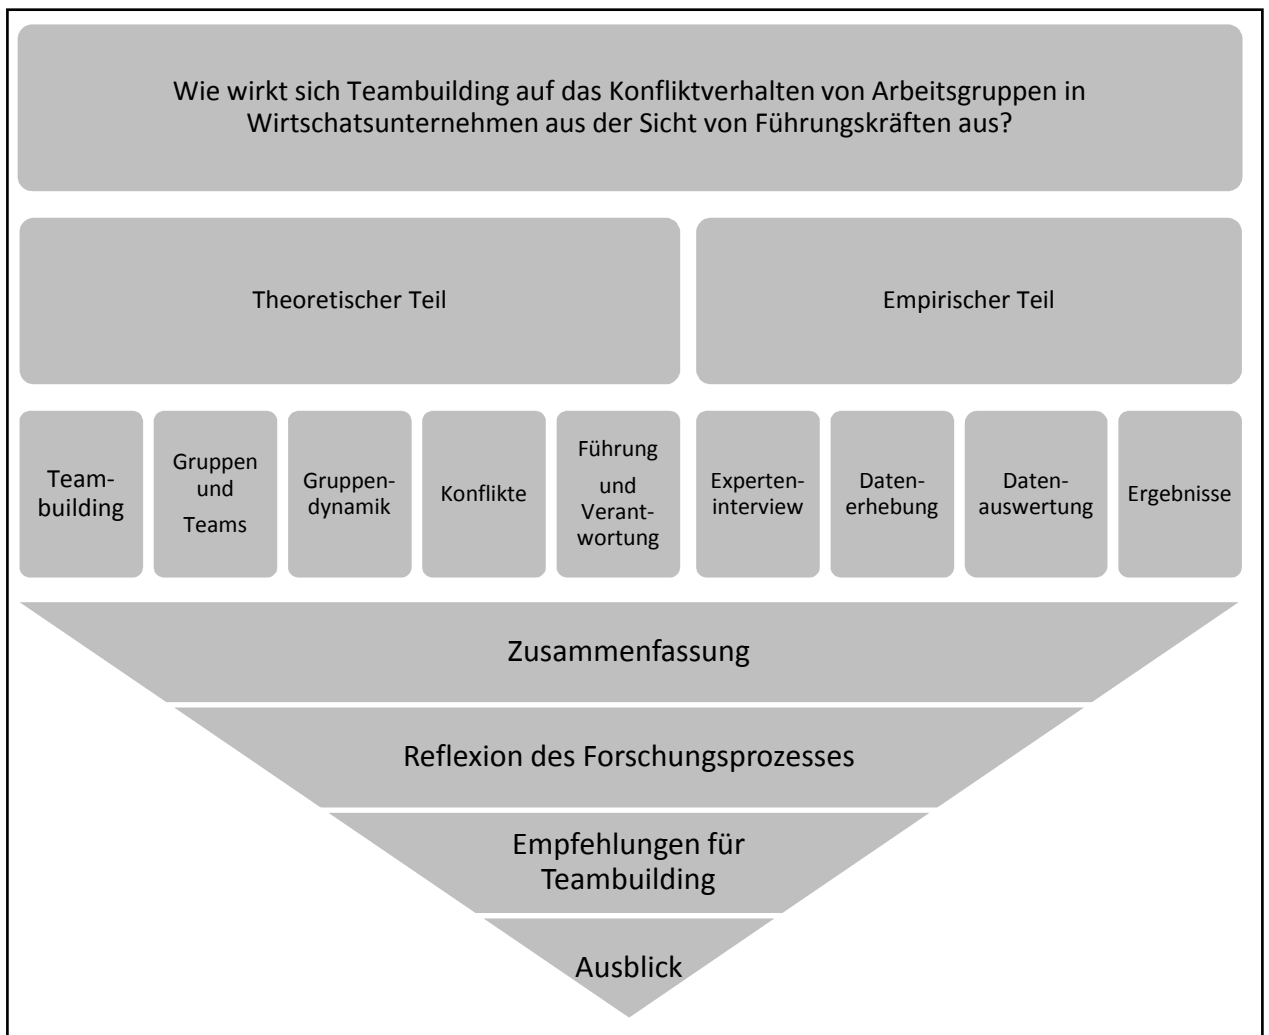 Wie wirkt sich Teambuilding auf das Konfliktverhalten von Arbeitsgruppen in
Wirtschatsunternehmen aus der Sicht von Führungskräften aus?
Theoretischer Teil
Empirischer Teil
Team-
building
Gruppen
und
Teams
Gruppen-
dynamik
Konflikte
Führung
und
Verant-
wortung
Experten-
interview
Daten-
erhebung
Daten-
auswertung
Ergebnisse
Zusammenfassung
Reflexion des Forschungsprozesses
Empfehlungen für
Teambuilding
Ausblick